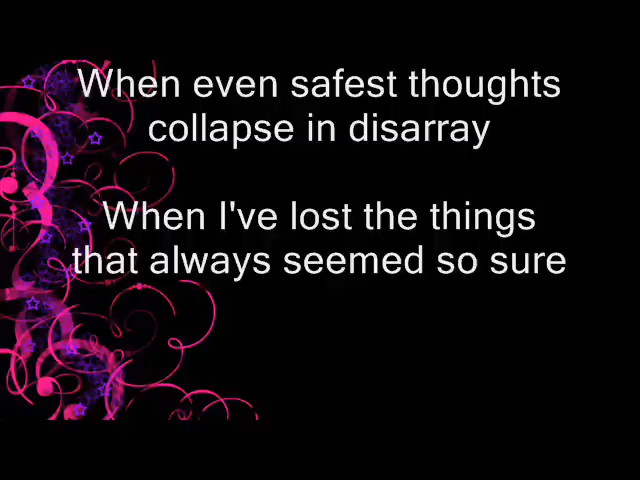 When even safest thoughts
collapse in disarray
When I've lost the things
that always seemed so sure